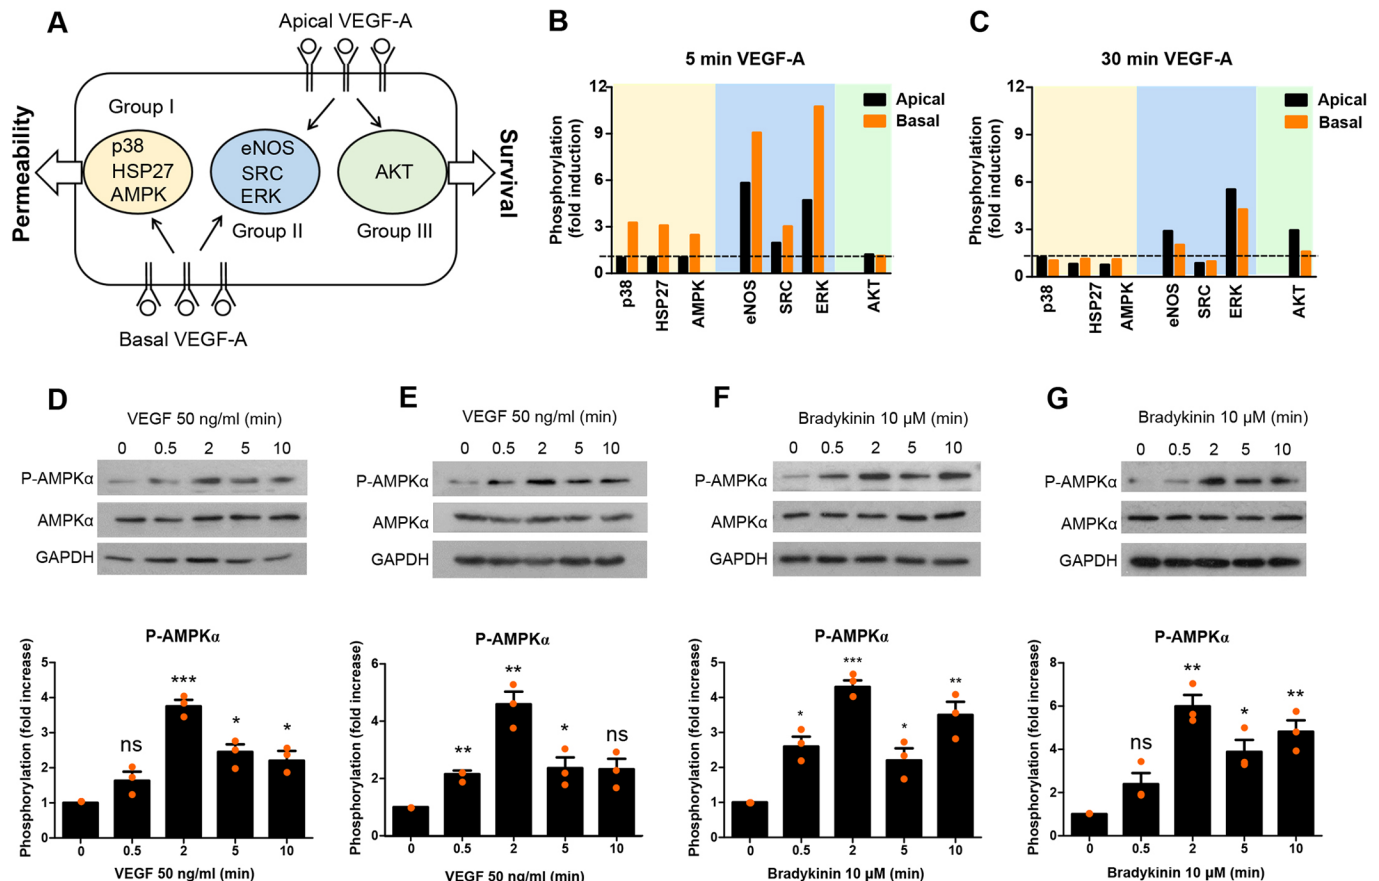 A
Apical VEGF-A
Group I
p38
HSP27
AMPK
eNOS
SRC
ERK
AKT
Group II
Group III
Permeability
Survival
Basal VEGF-A
B
5 min VEGF-A
Phosphorylation
(fold induction)
12
9
6
3
0
Apical
Basal
p38
HSP27
AMPK
eNOS
SRC
ERK
AKT
C
30 min VEGF-A
Phosphorylation
(fold induction)
12
9
6
3
0
Apical
Basal
p38
HSP27
AMPK
eNOS
SRC
ERK
AKT
D
VEGF 50 ng/ml (min)
0 0.5 2 5 10
P-AMPKα
AMPKα
GAPDH
P-AMPKα
Phosphorylation (fold increase)
5
4
3
2
1
0
ns
***
*
*
0 0.5 2 5 10
VEGF 50 ng/ml (min)
E
VEGF 50 ng/ml (min)
0 0.5 2 5 10
P-AMPKα
AMPKα
GAPDH
P-AMPKα
Phosphorylation (fold increase)
6
4
2
0
**
**
*
ns
0 0.5 2 5 10
VEGF 50 ng/ml (min)
F
Bradykinin 10 µM (min)
0 0.5 2 5 10
P-AMPKα
AMPKα
GAPDH
P-AMPKα
Phosphorylation (fold increase)
5
4
3
2
1
0
*
***
*
**
0 0.5 2 5 10
Bradykinin 10 µM (min)
G
Bradykinin 10 µM (min)
0 0.5 2 5 10
P-AMPKα
AMPKα
GAPDH
P-AMPKα
Phosphorylation (fold increase)
8
6
4
2
0
ns
**
*
**
0 0.5 2 5 10
Bradykinin 10 µM (min)